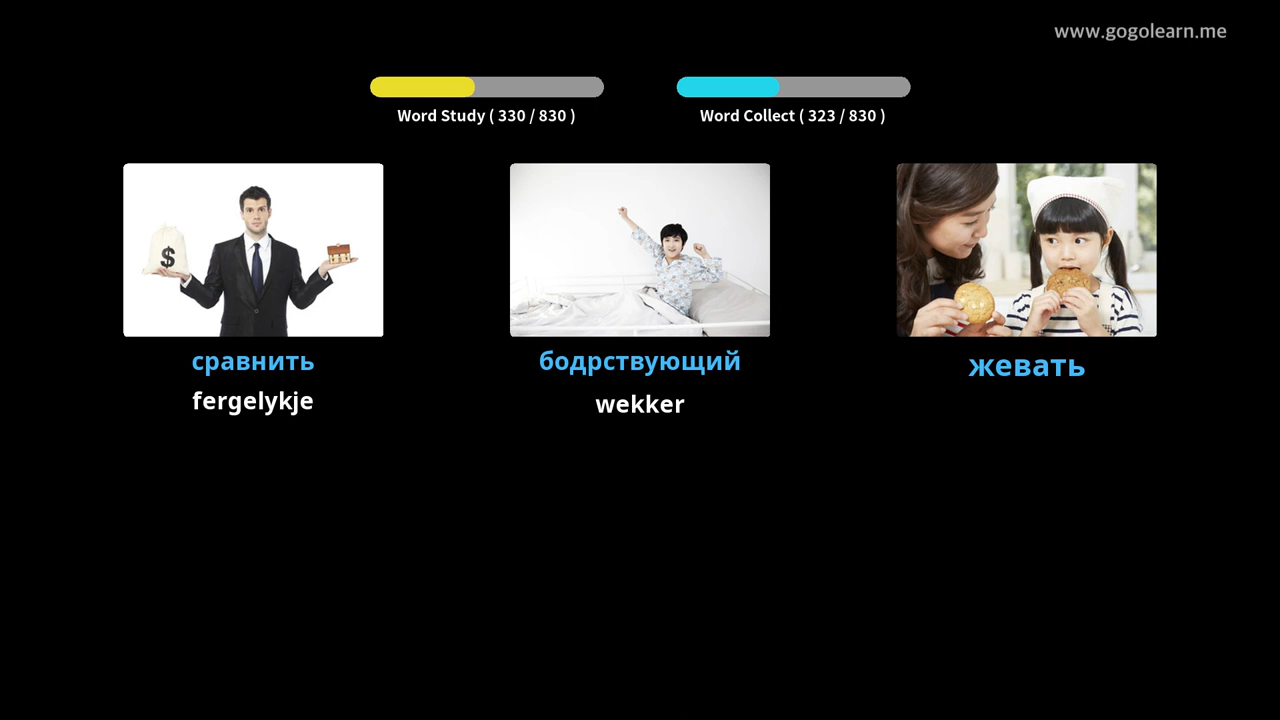 www.gogolearn.me
Word Study ( 330 / 830 )
Word Collect ( 323 / 830 )
$
сравнить
бодрствующий
жевать
fergelykje
wekker